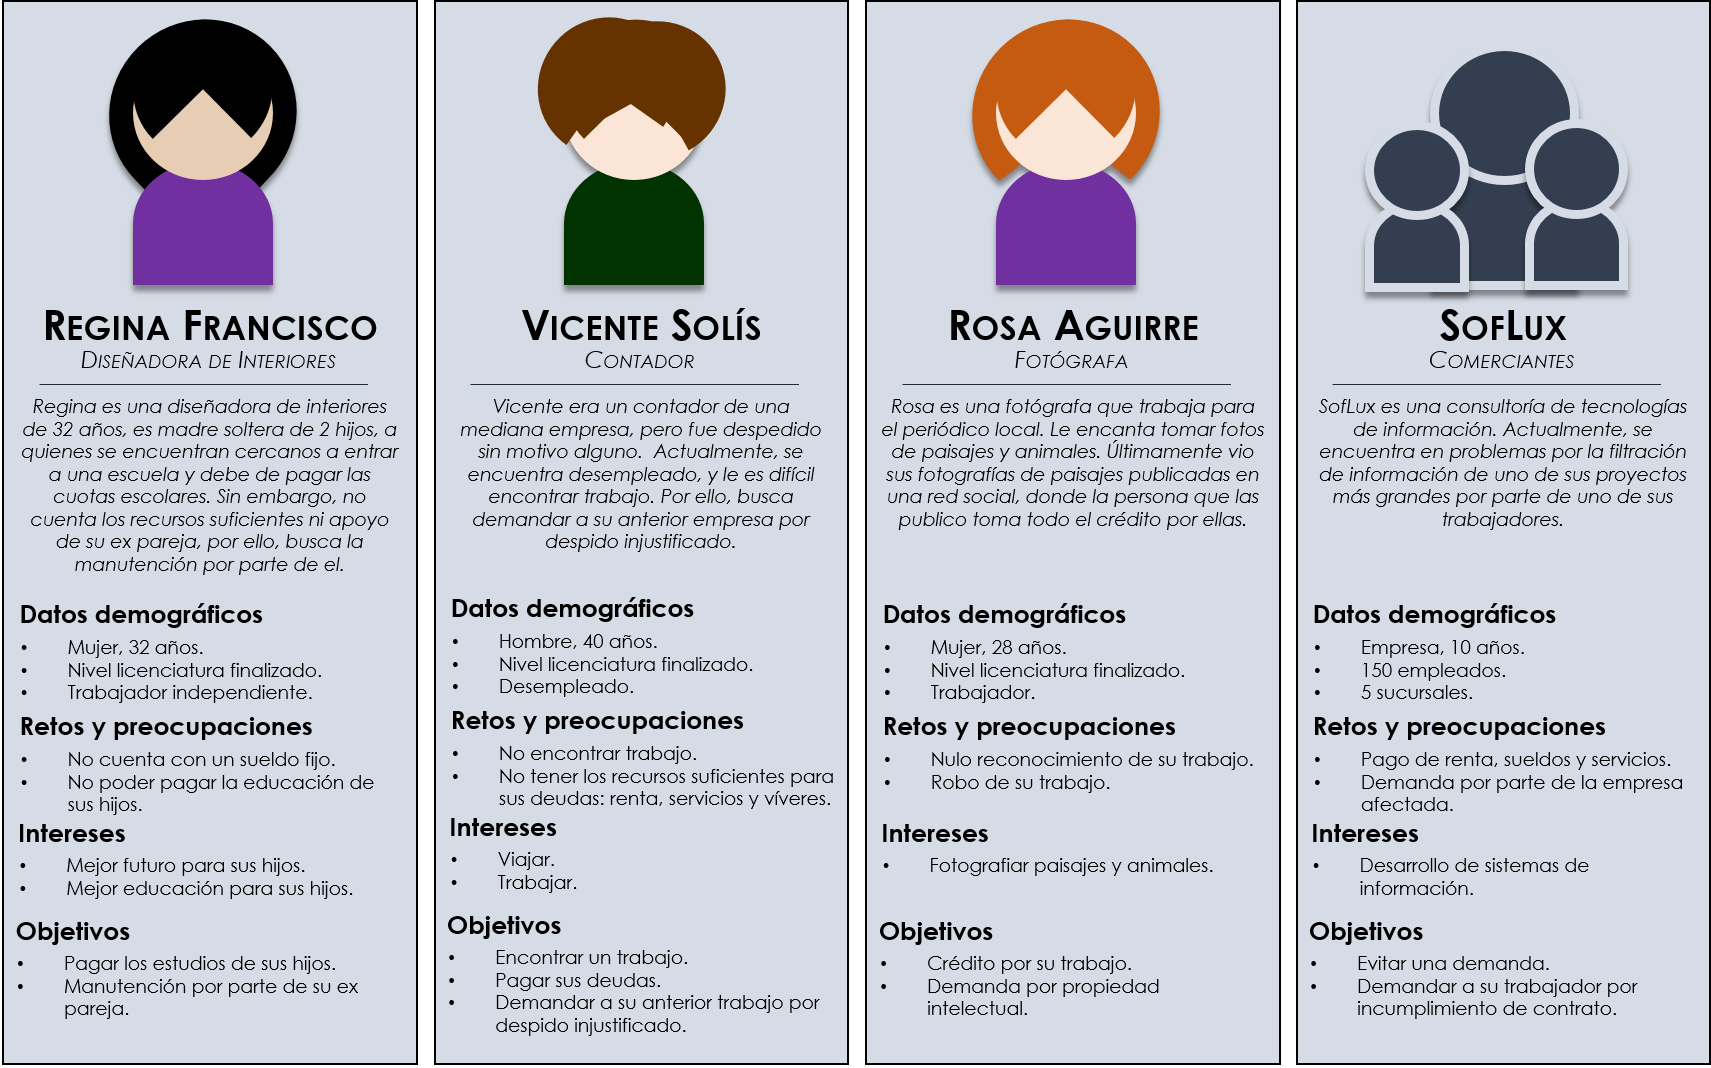 Regina Francisco
Diseñadora de Interiores
Regina es una diseñadora de interiores
de 32 años, es madre soltera de 2 hijos, a
quienes se encuentran cercanos a entrar
a una escuela y debe de pagar las
cuotas escolares. Sin embargo, no
cuenta los recursos suficientes ni apoyo
de su ex pareja, por ello, busca la
manutención por parte de el.
Datos demográficos
• Mujer, 32 años.
• Nivel licenciatura finalizado.
• Trabajador independiente.
Retos y preocupaciones
• No cuenta con un sueldo fijo.
• No poder pagar la educación de
sus hijos.
Intereses
• Mejor futuro para sus hijos.
• Mejor educación para sus hijos.
Objetivos
• Pagar los estudios de sus hijos.
• Manutención por parte de su ex
pareja.
Vicente Solís
Contador
Vicente era un contador de una
mediana empresa, pero fue despedido
sin motivo alguno. Actualmente, se
encuentra desempleado, y le es difícil
encontrar trabajo. Por ello, busca
demandar a su anterior empresa por
despido injustificado.
Datos demográficos
• Hombre, 40 años.
• Nivel licenciatura finalizado.
• Desempleado.
Retos y preocupaciones
• No encontrar trabajo.
• No tener los recursos suficientes para
sus deudas: renta, servicios y víveres.
Intereses
• Viajar.
• Trabajar.
Objetivos
• Encontrar un trabajo.
• Pagar sus deudas.
• Demandar a su anterior trabajo por
despido injustificado.
Rosa Aguirre
Fotógrafa
Rosa es una fotógrafa que trabaja para
el periódico local. Le encanta tomar fotos
de paisajes y animales. Últimamente vio
sus fotografías de paisajes publicadas en
una red social, donde la persona que las
publico toma todo el crédito por ellas.
Datos demográficos
• Mujer, 28 años.
• Nivel licenciatura finalizado.
• Trabajador.
Retos y preocupaciones
• Nulo reconocimiento de su trabajo.
• Robo de su trabajo.
Intereses
• Fotografiar paisajes y animales.
Objetivos
• Crédito por su trabajo.
• Demanda por propiedad
intelectual.
SofLux
Comerciantes
SofLux es una consultoría de tecnologías
de información. Actualmente, se
encuentra en problemas por la filtración
de información de uno de sus proyectos
más grandes por parte de uno de sus
trabajadores.
Datos demográficos
• Empresa, 10 años.
• 150 empleados.
• 5 sucursales.
Retos y preocupaciones
• Pago de renta, sueldos y servicios.
• Demanda por parte de la empresa
afectada.
Intereses
• Desarrollo de sistemas de
información.
Objetivos
• Evitar una demanda.
• Demandar a su trabajador por
incumplimiento de contrato.